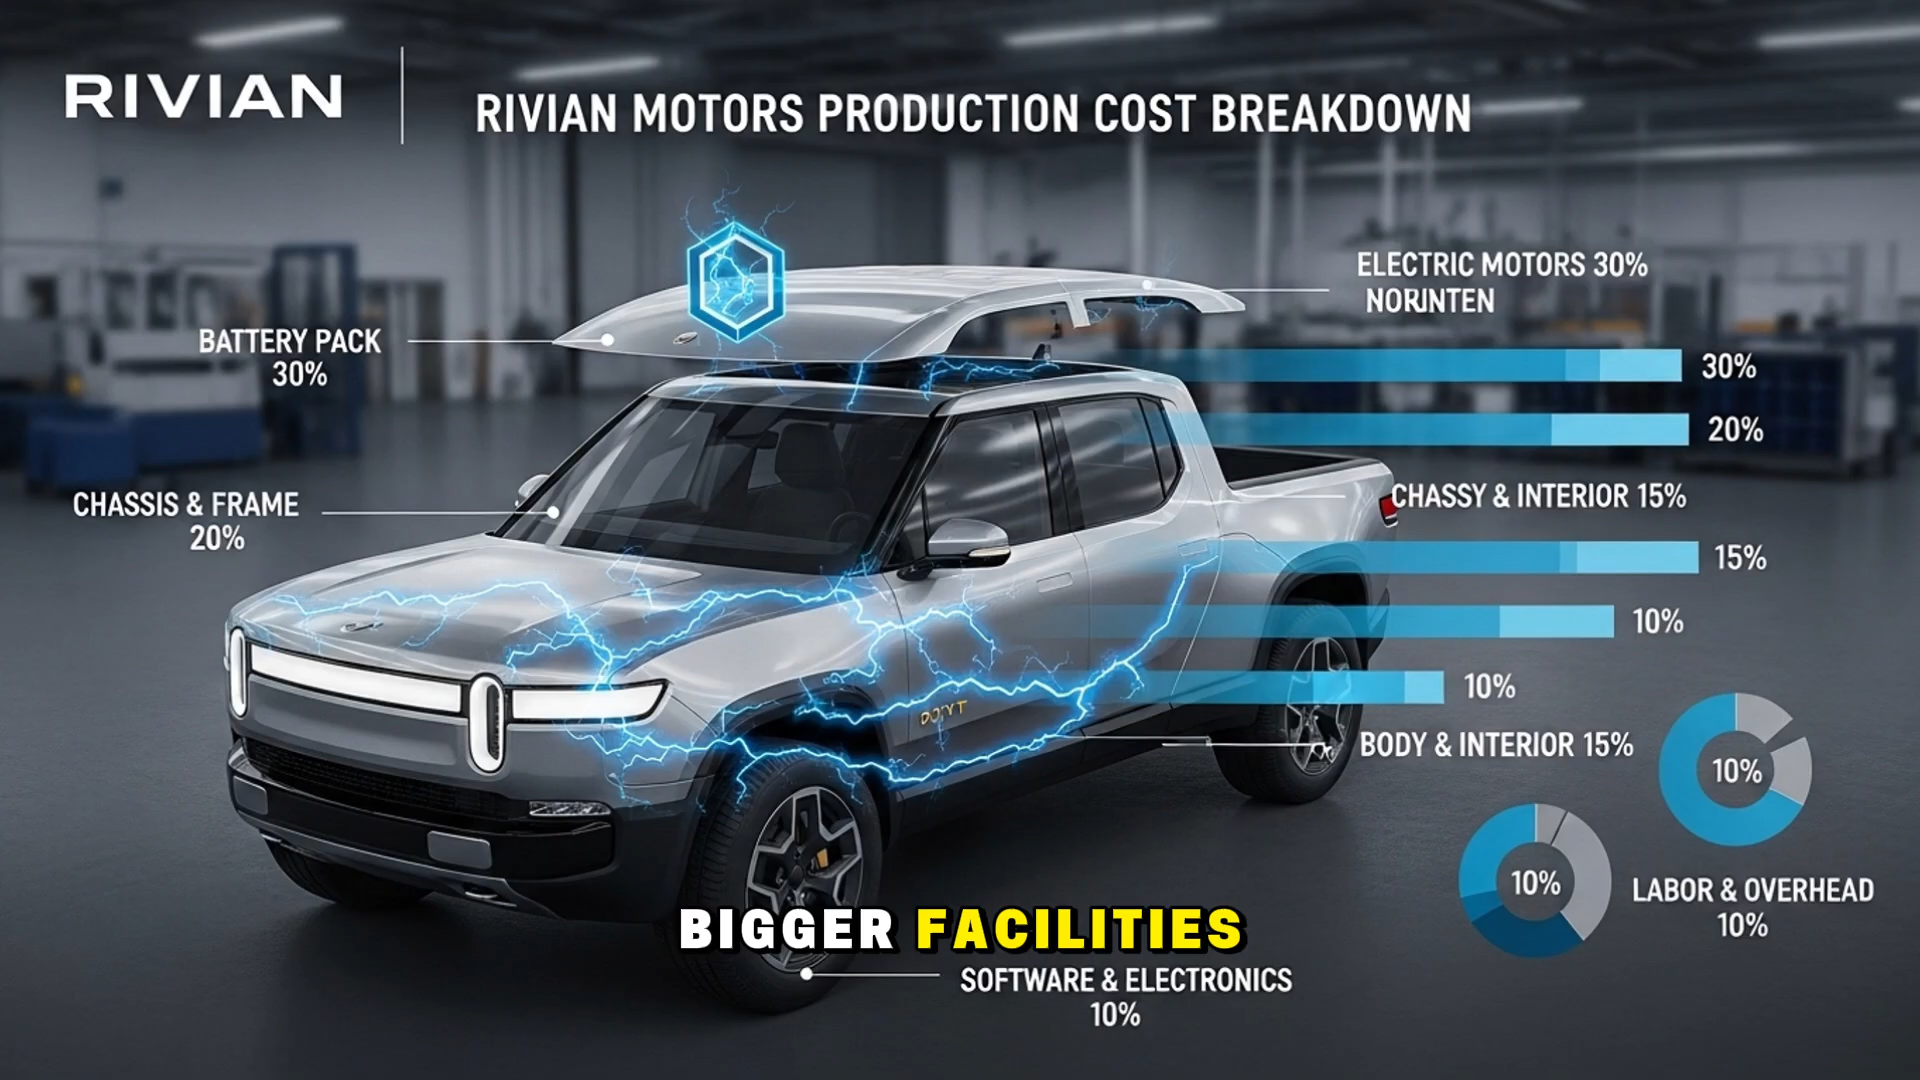 RIVIAN
RIVIAN MOTORS PRODUCTION COST BREAKDOWN
ELECTRIC MOTORS 30%
NORINTEN
BATTERY PACK
30%
30%
20%
CHASSIS & FRAME
20%
CHASSY & INTERIOR 15%
15%
10%
10%
BODY & INTERIOR 15%
10%
10%
LABOR & OVERHEAD
10%
BIGGER FACILITIES
SOFTWARE & ELECTRONICS
10%